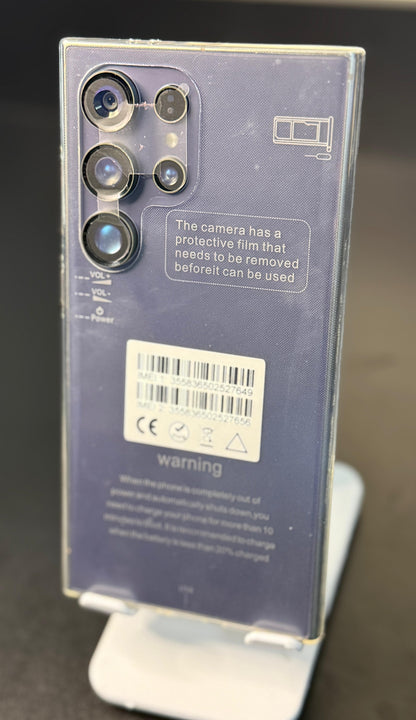 The camera has a
protective film that
needs to be removed
beforeit can be used
VOL+
VOL-
Power
IMEI 1: 355836502527649
IMEI 2: 355836502527656
CE
warning
When the phone is completely out of
power and automatically shuts down, you
need to charge your phone for more than 10
minutes to start. It is recommended to charge
when the battery is less than 20% charged